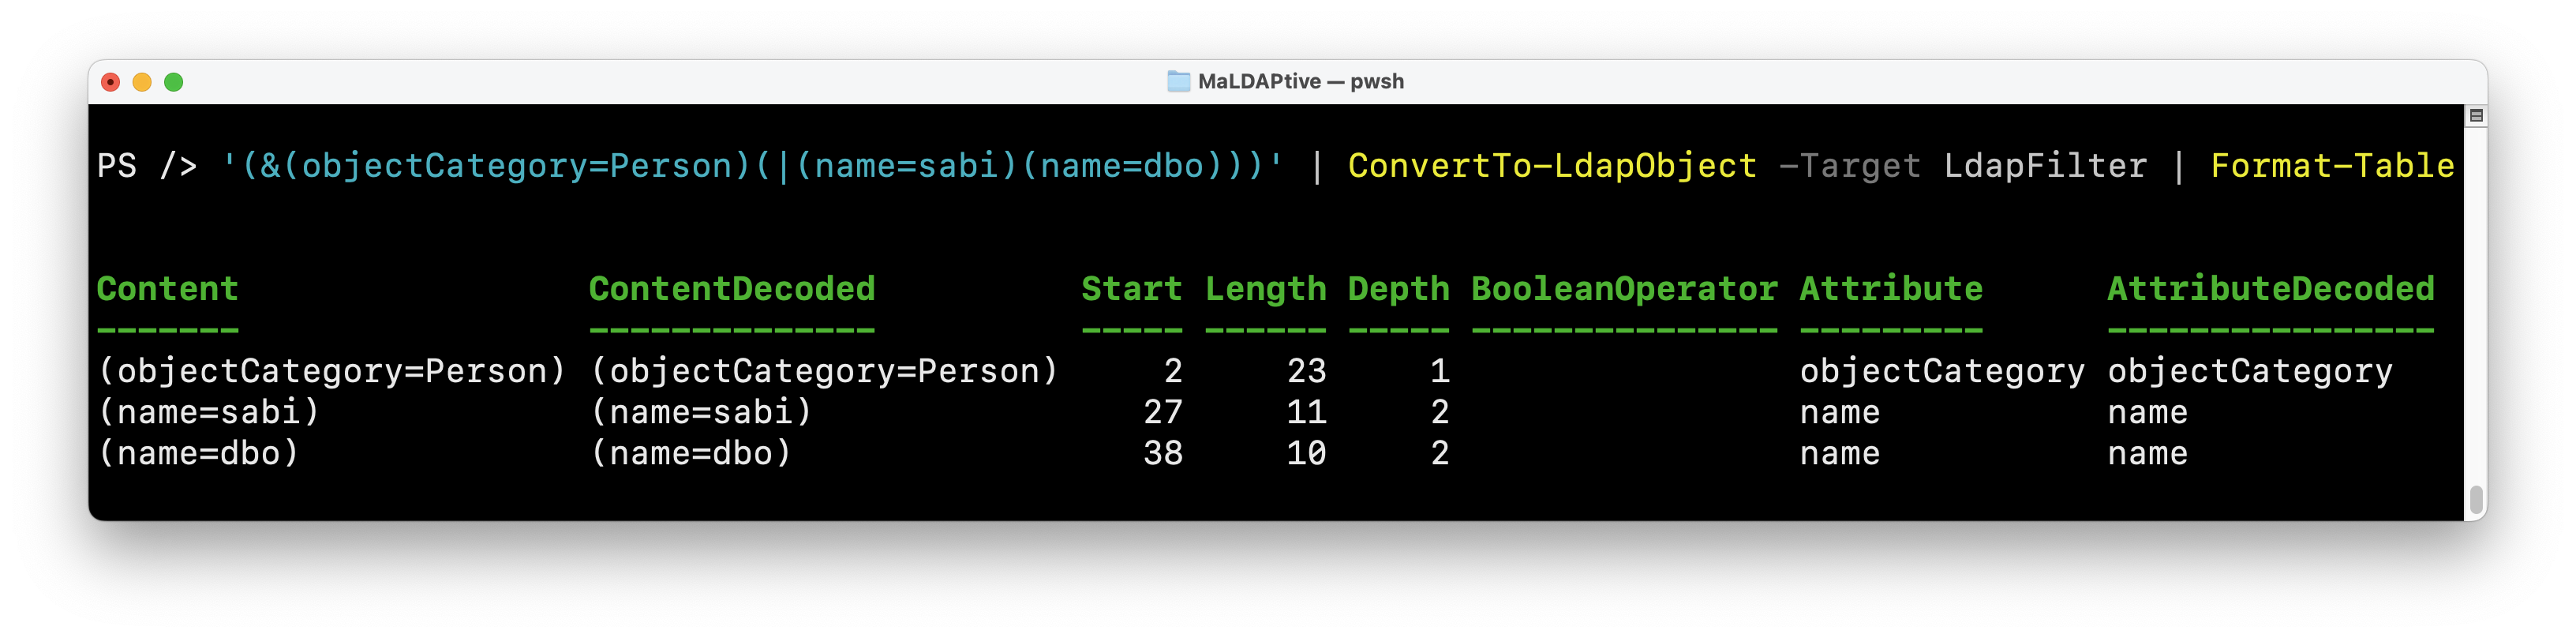 MaLDAPtive — pwsh
PS /> '(&(objectCategory=Person)(|(name=sabi)(name=dbo)))' | ConvertTo-LdapObject -Target LdapFilter | Format-Table
Content ContentDecoded Start Length Depth BooleanOperator Attribute AttributeDecoded
------- -------------- ----- ------ ----- --------------- --------- ----------------
(objectCategory=Person) (objectCategory=Person) 2 23 1 objectCategory objectCategory
(name=sabi) (name=sabi) 27 11 2 name name
(name=dbo) (name=dbo) 38 10 2 name name